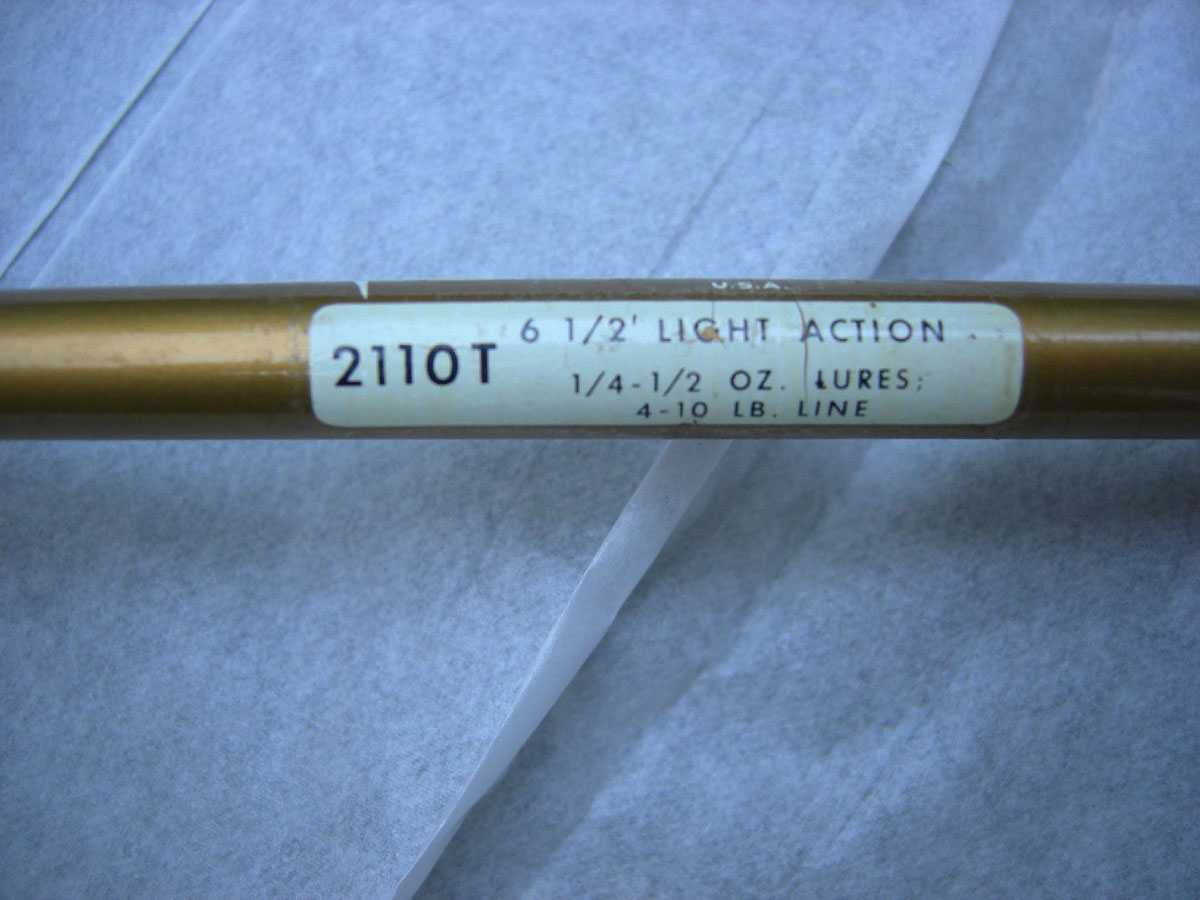 U.S.A.
2110T
6 1/2' LIGHT ACTION
1/4-1/2 OZ. LURES;
4-10 LB. LINE